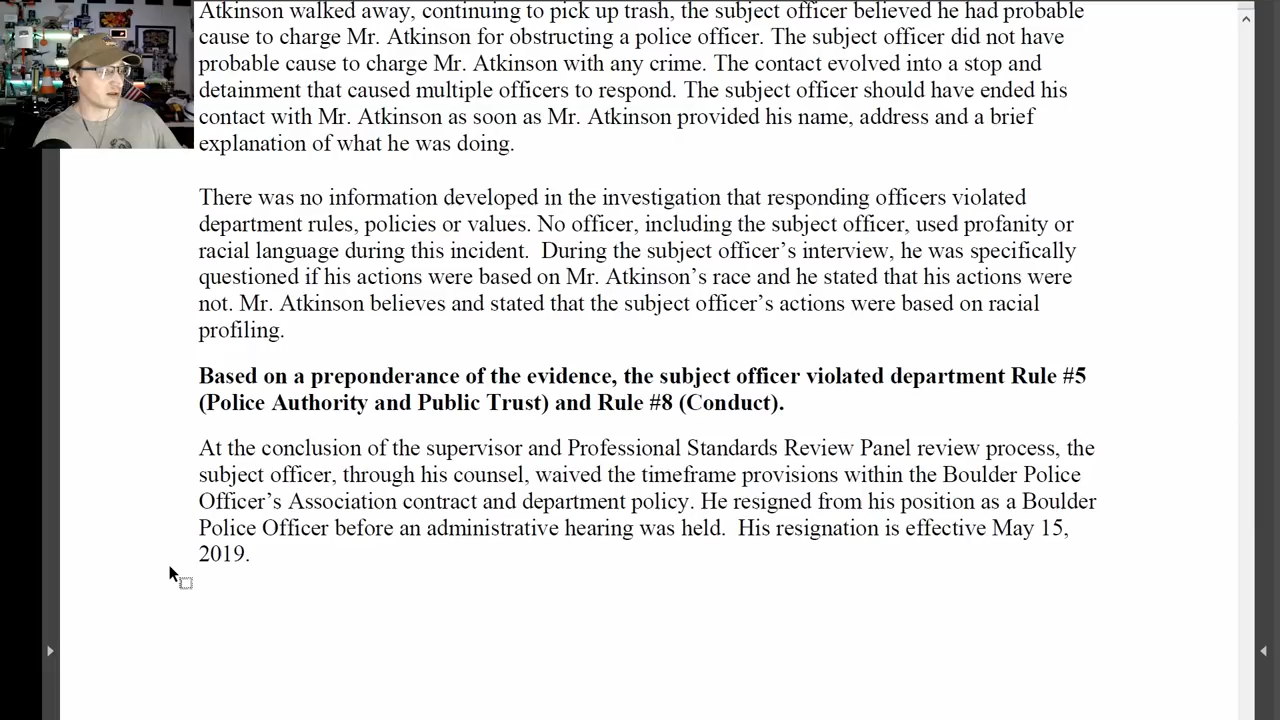 Atkinson walked away, continuing to pick up trash, the subject officer believed he had probable
cause to charge Mr. Atkinson for obstructing a police officer. The subject officer did not have
probable cause to charge Mr. Atkinson with any crime. The contact evolved into a stop and
detainment that caused multiple officers to respond. The subject officer should have ended his
contact with Mr. Atkinson as soon as Mr. Atkinson provided his name, address and a brief
explanation of what he was doing.
There was no information developed in the investigation that responding officers violated
department rules, policies or values. No officer, including the subject officer, used profanity or
racial language during this incident.  During the subject officer’s interview, he was specifically
questioned if his actions were based on Mr. Atkinson’s race and he stated that his actions were
not. Mr. Atkinson believes and stated that the subject officer’s actions were based on racial
profiling.
Based on a preponderance of the evidence, the subject officer violated department Rule #5
(Police Authority and Public Trust) and Rule #8 (Conduct).
At the conclusion of the supervisor and Professional Standards Review Panel review process, the
subject officer, through his counsel, waived the timeframe provisions within the Boulder Police
Officer’s Association contract and department policy. He resigned from his position as a Boulder
Police Officer before an administrative hearing was held.  His resignation is effective May 15,
2019.